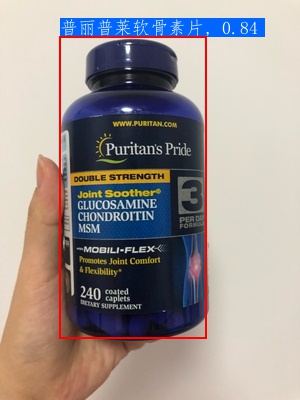 普丽普莱软骨素片, 0.84
WWW.PURITAN.COM
Puritan's Pride
DOUBLE STRENGTH
Joint Soother®
GLUCOSAMINE
CHONDROITIN
MSM
3
PER DAY
FORMULA
WITH MOBILI-FLEX
Promotes Joint Comfort
& Flexibility*
240 coated
caplets
DIETARY SUPPLEMENT